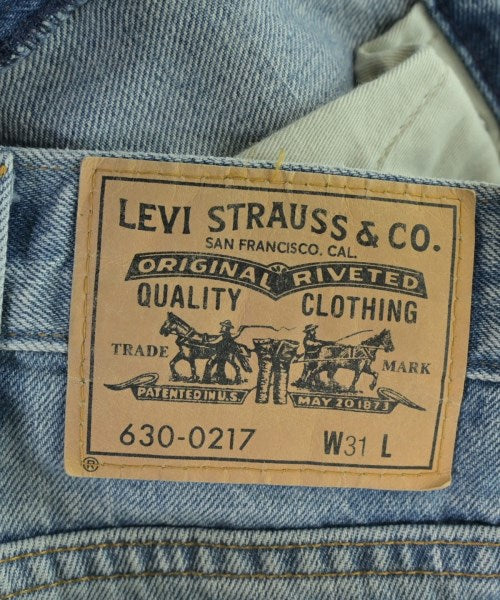 LEVI STRAUSS & CO.
SAN FRANCISCO. CAL.
ORIGINAL RIVETED
QUALITY CLOTHING
TRADE MARK
PATENTED IN U.S. MAY 20 1873
630-0217 W31 L
®